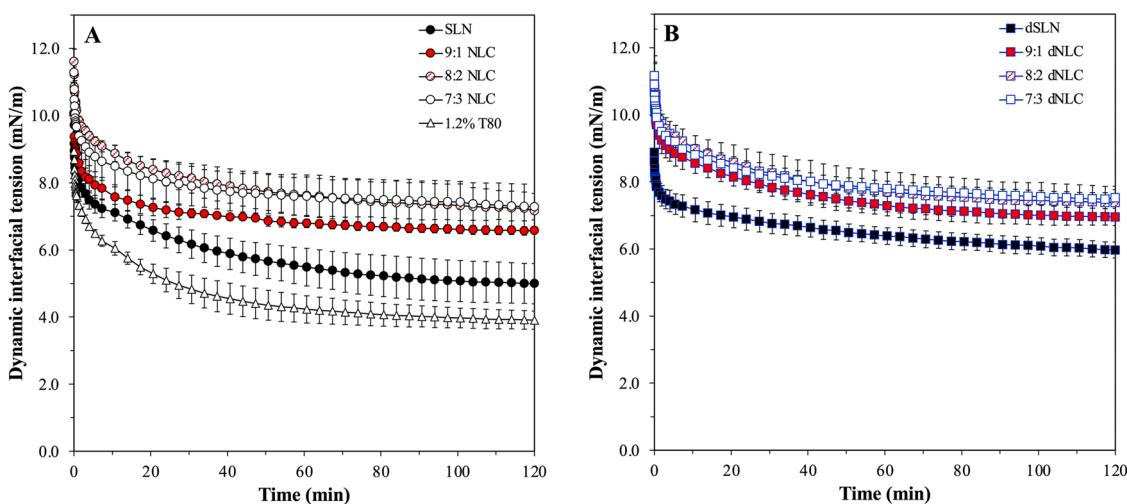 A
SLN
9:1 NLC
8:2 NLC
7:3 NLC
1.2% T80
Dynamic interfacial tension (mN/m)
12.0
10.0
8.0
6.0
4.0
2.0
0.0
0 20 40 60 80 100 120
Time (min)
B
dSLN
9:1 dNLC
8:2 dNLC
7:3 dNLC
Dynamic interfacial tension (mN/m)
12.0
10.0
8.0
6.0
4.0
2.0
0.0
0 20 40 60 80 100 120
Time (min)